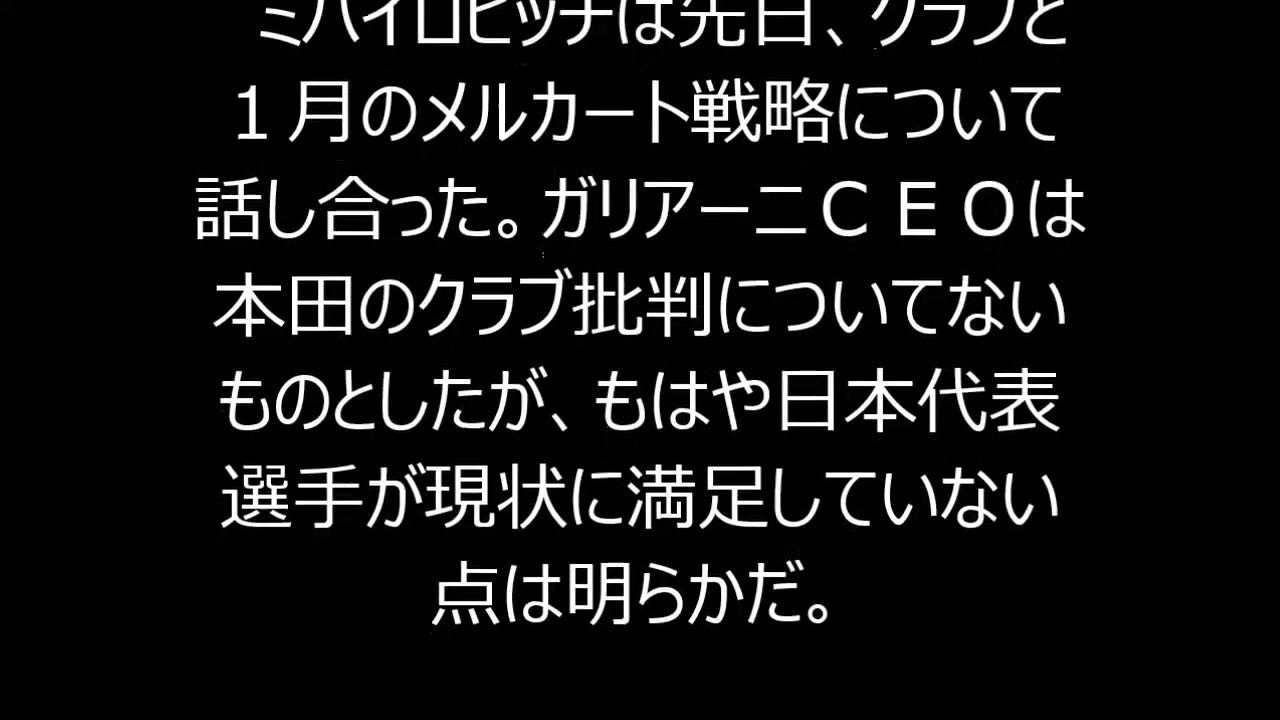 ミハイロビッチは先日、クラブと
１月のメルカート戦略について
話し合った。ガリアーニＣＥＯは
本田のクラブ批判についてない
ものとしたが、もはや日本代表
選手が現状に満足していない
点は明らかだ。